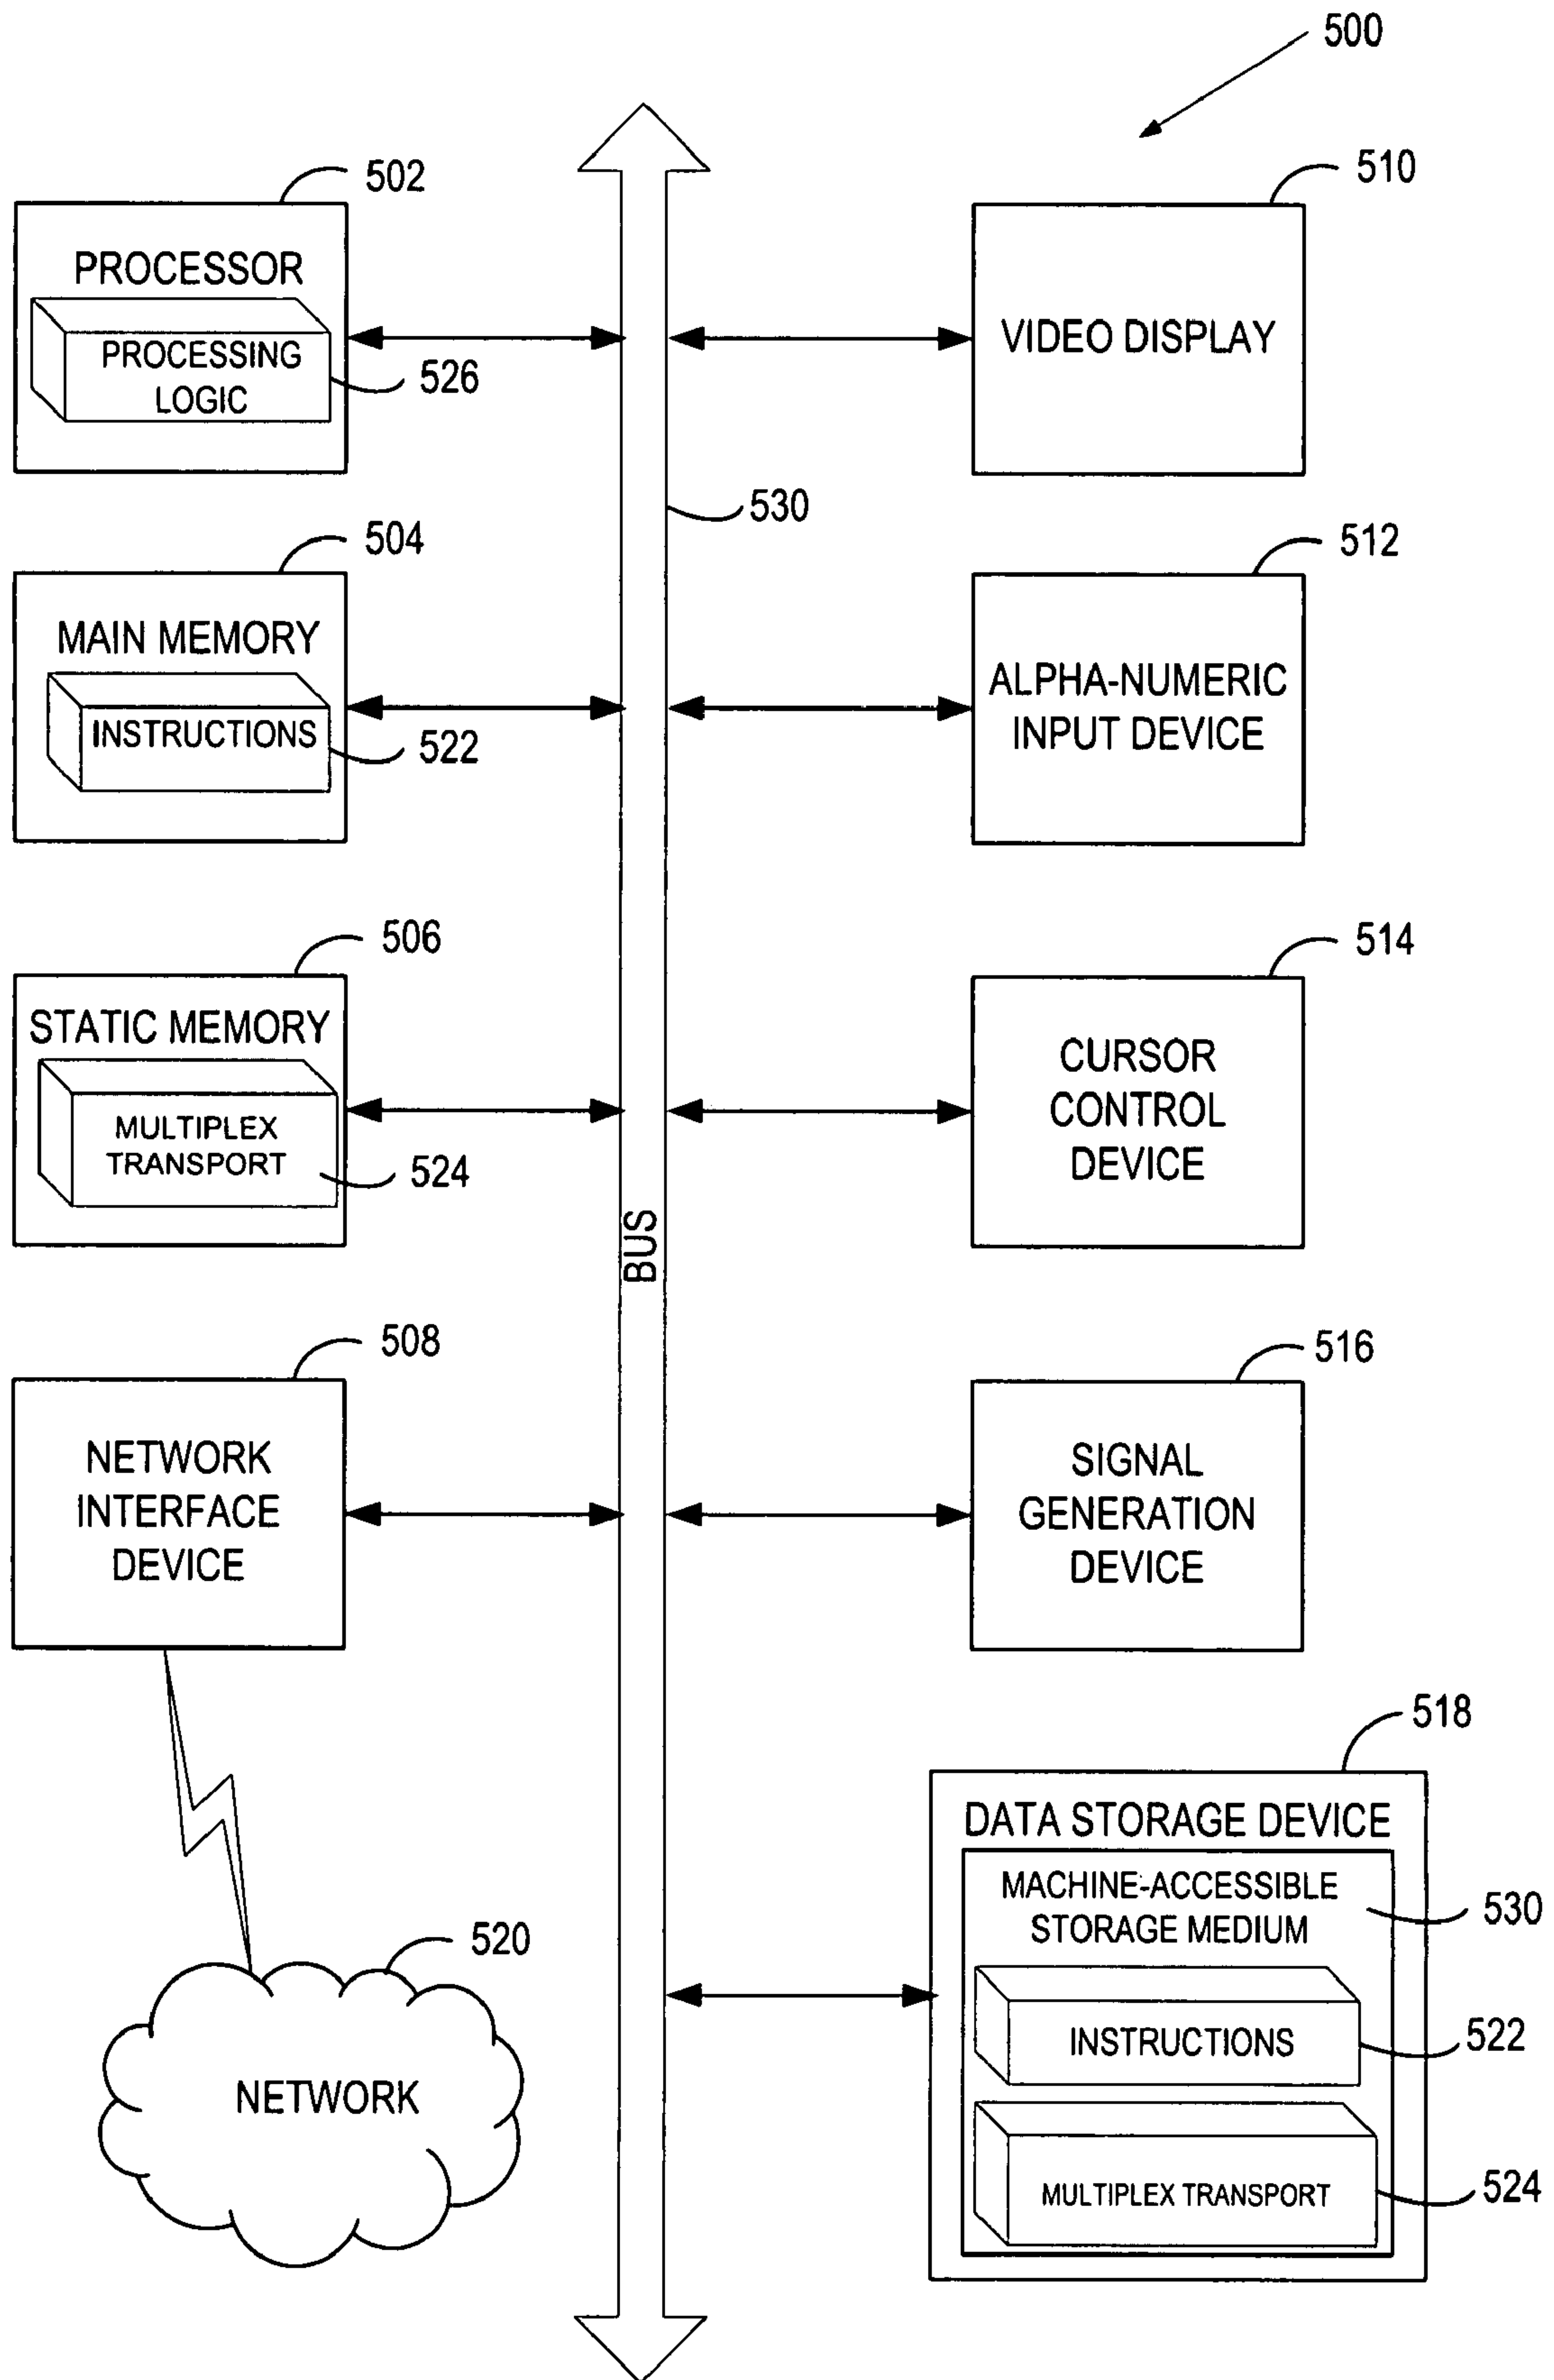 500
502
PROCESSOR
PROCESSING
LOGIC
526
510
VIDEO DISPLAY
530
504
MAIN MEMORY
INSTRUCTIONS
522
512
ALPHA-NUMERIC
INPUT DEVICE
506
STATIC MEMORY
MULTIPLEX
TRANSPORT
524
514
CURSOR
CONTROL
DEVICE
BUS
508
NETWORK
INTERFACE
DEVICE
516
SIGNAL
GENERATION
DEVICE
520
NETWORK
518
DATA STORAGE DEVICE
MACHINE-ACCESSIBLE
STORAGE MEDIUM
530
INSTRUCTIONS
522
MULTIPLEX TRANSPORT
524